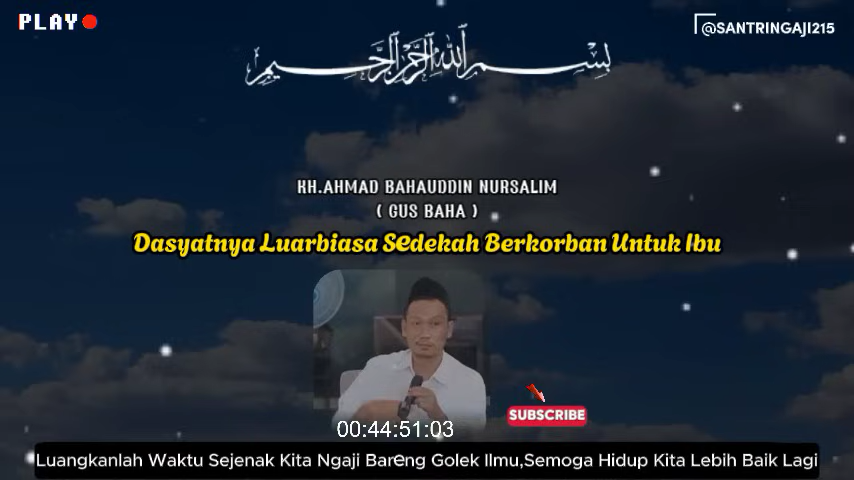 PLAY
@SANTRINGAJI215
بسم الله الرحمن الرحيم
KH.AHMAD BAHAUDDIN NURSALIM
( GUS BAHA )
Dasyatnya Luarbiasa Sedekah Berkorban Untuk Ibu
00:44:51:03
SUBSCRIBE
Luangkanlah Waktu Sejenak Kita Ngaji Bareng Golek Ilmu,Semoga Hidup Kita Lebih Baik Lagi